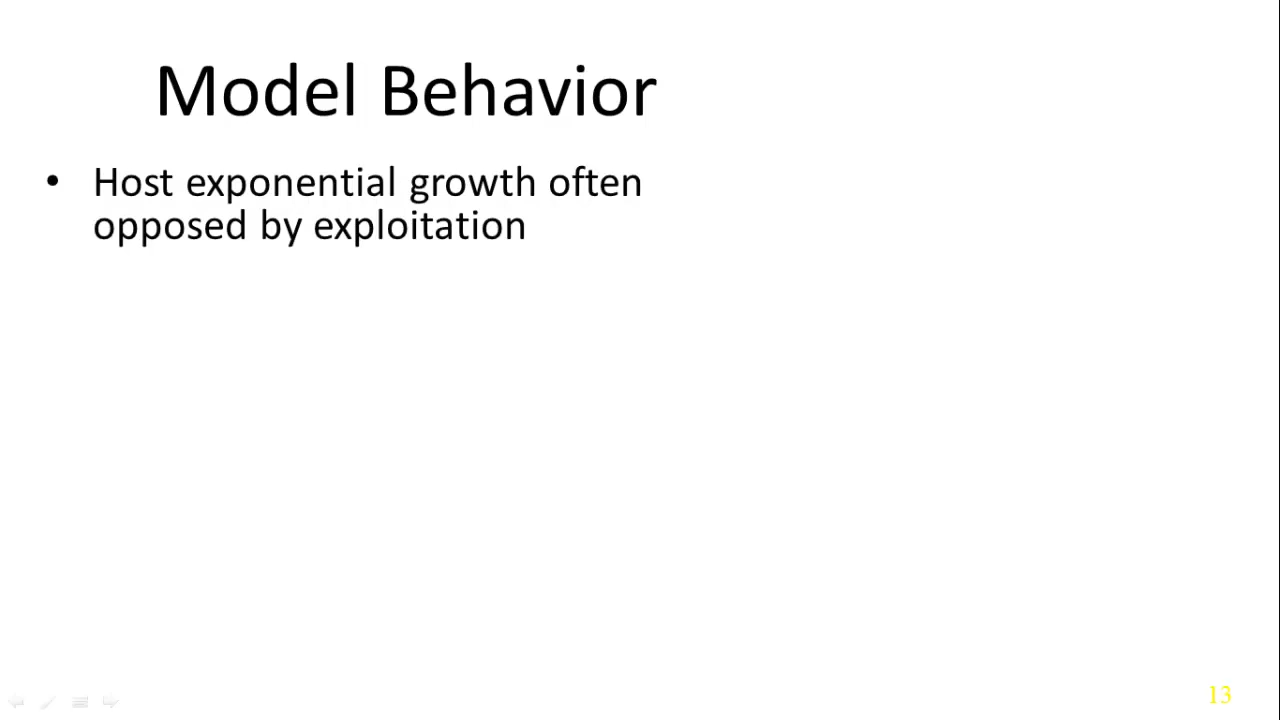 Model Behavior
• Host exponential growth often
opposed by exploitation
13